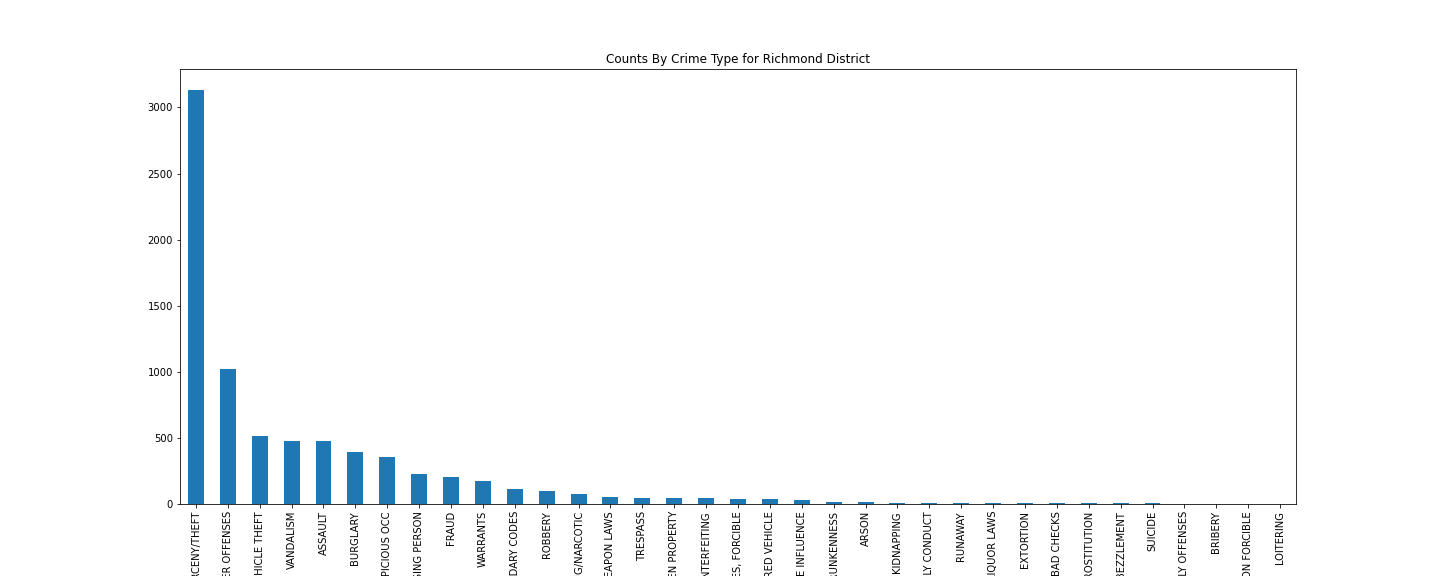 Counts By Crime Type for Richmond District
3000
2500
2000
1500
1000
500
0
RCENY/THEFT
ER OFFENSES
HICLE THEFT
VANDALISM
ASSAULT
BURGLARY
PICIOUS OCC
SING PERSON
FRAUD
WARRANTS
DARY CODES
ROBBERY
G/NARCOTIC
EAPON LAWS
TRESPASS
EN PROPERTY
NTERFEITING
ES, FORCIBLE
RED VEHICLE
E INFLUENCE
RUNKENNESS
ARSON
KIDNAPPING
LY CONDUCT
RUNAWAY
IQUOR LAWS
EXTORTION
BAD CHECKS
ROSTITUTION
BEZZLEMENT
SUICIDE
LY OFFENSES
BRIBERY
ON FORCIBLE
LOITERING